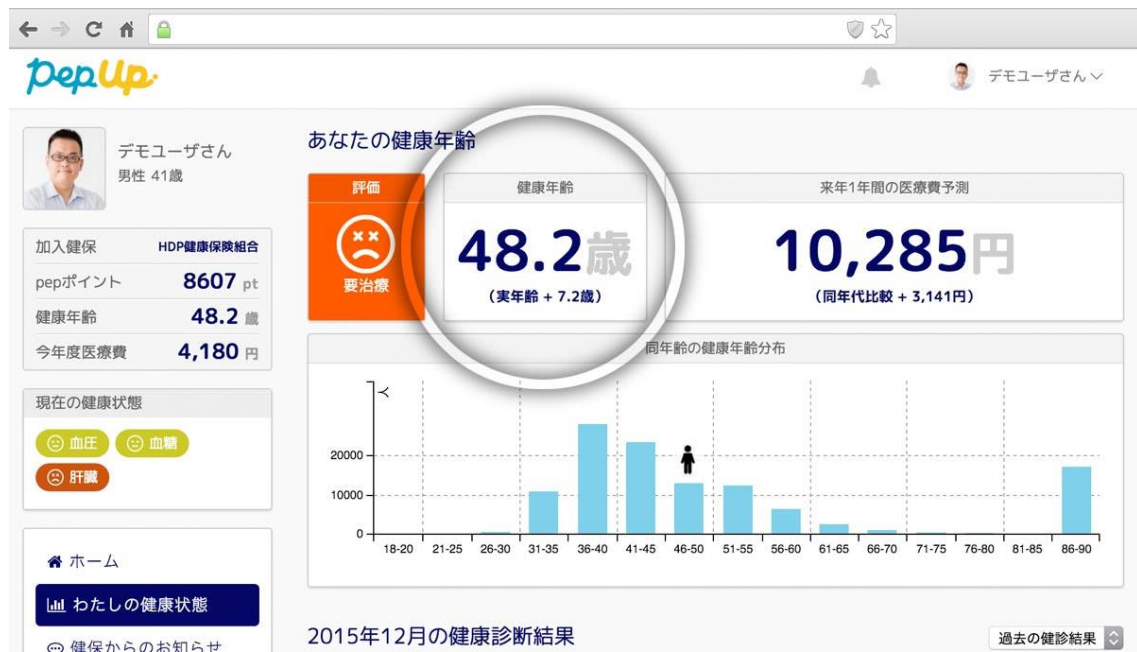 pepUp
デモユーザさん
デモユーザさん
男性 41歳
加入健保 HDP健康保険組合
pepポイント 8607 pt
健康年齢 48.2 歳
今年度医療費 4,180 円
現在の健康状態
血圧 血糖
肝臓
ホーム
わたしの健康状態
健保からのお知らせ
あなたの健康年齢
評価
要治療
健康年齢
48.2歳
(実年齢 + 7.2歳)
来年1年間の医療費予測
10,285円
(同年代比較 + 3,141円)
同年齢の健康年齢分布
人
20000
10000
0
18-20 21-25 26-30 31-35 36-40 41-45 46-50 51-55 56-60 61-65 66-70 71-75 76-80 81-85 86-90
2015年12月の健康診断結果
過去の健診結果